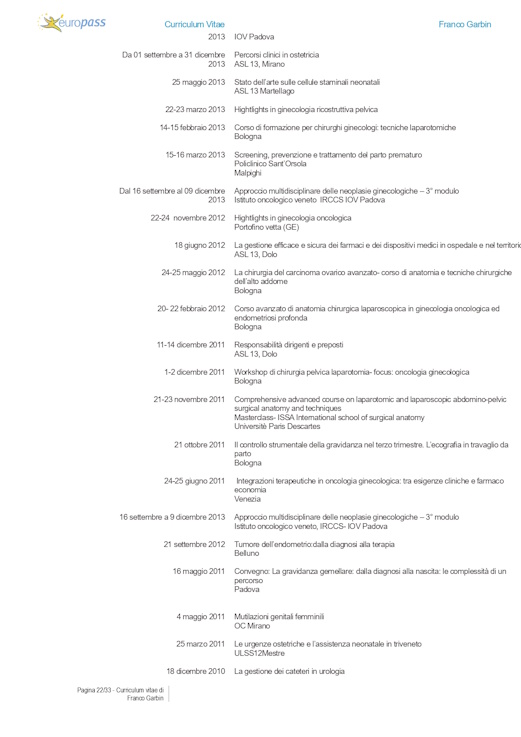 europass
Curriculum Vitae
Franco Garbin
2013
IOV Padova
Da 01 settembre a 31 dicembre
2013
Percorsi clinici in ostetricia
ASL 13, Mirano
25 maggio 2013
Stato dell'arte sulle cellule staminali neonatali
ASL 13 Martellago
22-23 marzo 2013
Hightlights in ginecologia ricostruttiva pelvica
14-15 febbraio 2013
Corso di formazione per chirurghi ginecologi: tecniche laparotomiche
Bologna
15-16 marzo 2013
Screening, prevenzione e trattamento del parto prematuro
Policlinico Sant'Orsola
Malpighi
Dal 16 settembre al 09 dicembre
2013
Approccio multidisciplinare delle neoplasie ginecologiche – 3° modulo
Istituto oncologico veneto IRCCS IOV Padova
22-24 novembre 2012
Hightlights in ginecologia oncologica
Portofino vetta (GE)
18 giugno 2012
La gestione efficace e sicura dei farmaci e dei dispositivi medici in ospedale e nel territorio
ASL 13, Dolo
24-25 maggio 2012
La chirurgia del carcinoma ovarico avanzato- corso di anatomia e tecniche chirurgiche
dell'alto addome
Bologna
20- 22 febbraio 2012
Corso avanzato di anatomia chirurgica laparoscopica in ginecologia oncologica ed
endometriosi profonda
Bologna
11-14 dicembre 2011
Responsabilità dirigenti e preposti
ASL 13, Dolo
1-2 dicembre 2011
Workshop di chirurgia pelvica laparotomia- focus: oncologia ginecologica
Bologna
21-23 novembre 2011
Comprehensive advanced course on laparotomic and laparoscopic abdomino-pelvic
surgical anatomy and techniques
Masterclass- ISSA International school of surgical anatomy
Université Paris Descartes
21 ottobre 2011
Il controllo strumentale della gravidanza nel terzo trimestre. L'ecografia in travaglio da
parto
Bologna
24-25 giugno 2011
Integrazioni terapeutiche in oncologia ginecologica: tra esigenze cliniche e farmaco
economia
Venezia
16 settembre a 9 dicembre 2013
Approccio multidisciplinare delle neoplasie ginecologiche – 3° modulo
Istituto oncologico veneto, IRCCS- IOV Padova
21 settembre 2012
Tumore dell'endometrio:dalla diagnosi alla terapia
Belluno
16 maggio 2011
Convegno: La gravidanza gemellare: dalla diagnosi alla nascita: le complessità di un
percorso
Padova
4 maggio 2011
Mutilazioni genitali femminili
OC Mirano
25 marzo 2011
Le urgenze ostetriche e l'assistenza neonatale in triveneto
ULSS12Mestre
18 dicembre 2010
La gestione dei cateteri in urologia
Pagina 22/33 - Curriculum vitae di
Franco Garbin